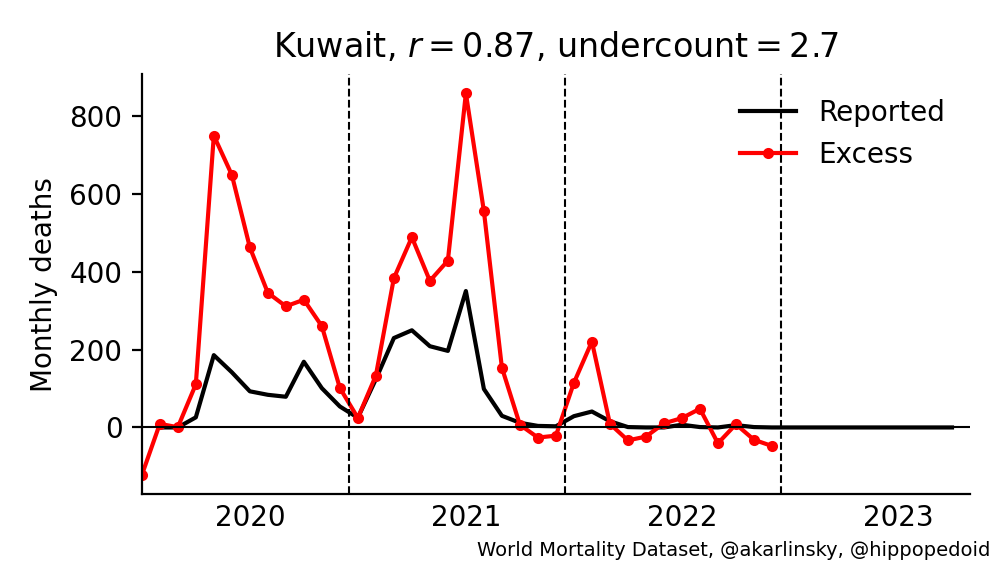 Kuwait, r = 0.87, undercount = 2.7
Reported
Excess
Monthly deaths
800
600
400
200
0
2020 2021 2022 2023
World Mortality Dataset, @akarlinsky, @hippopedoid